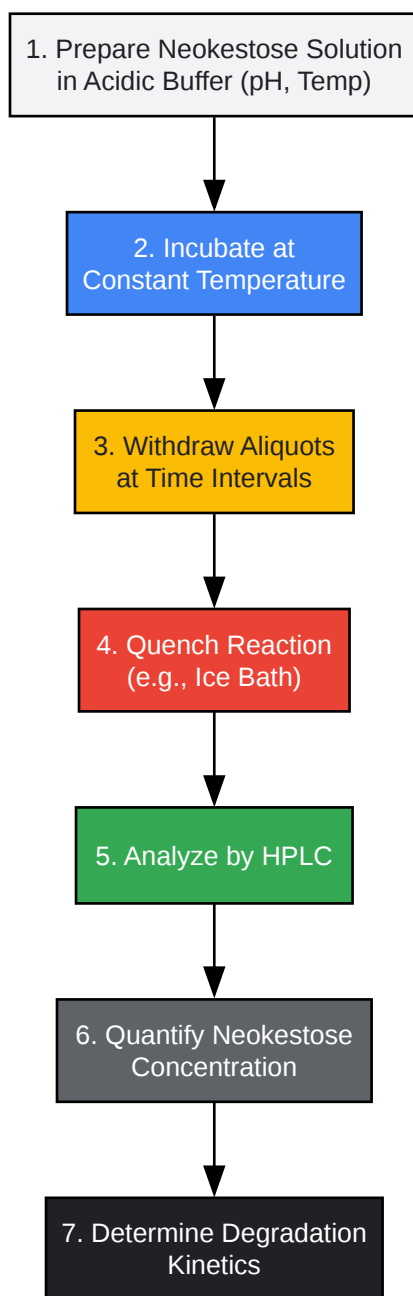 1. Prepare Neokestose Solution
in Acidic Buffer (pH, Temp)
2. Incubate at
Constant Temperature
3. Withdraw Aliquots
at Time Intervals
4. Quench Reaction
(e.g., Ice Bath)
5. Analyze by HPLC
6. Quantify Neokestose
Concentration
7. Determine Degradation
Kinetics